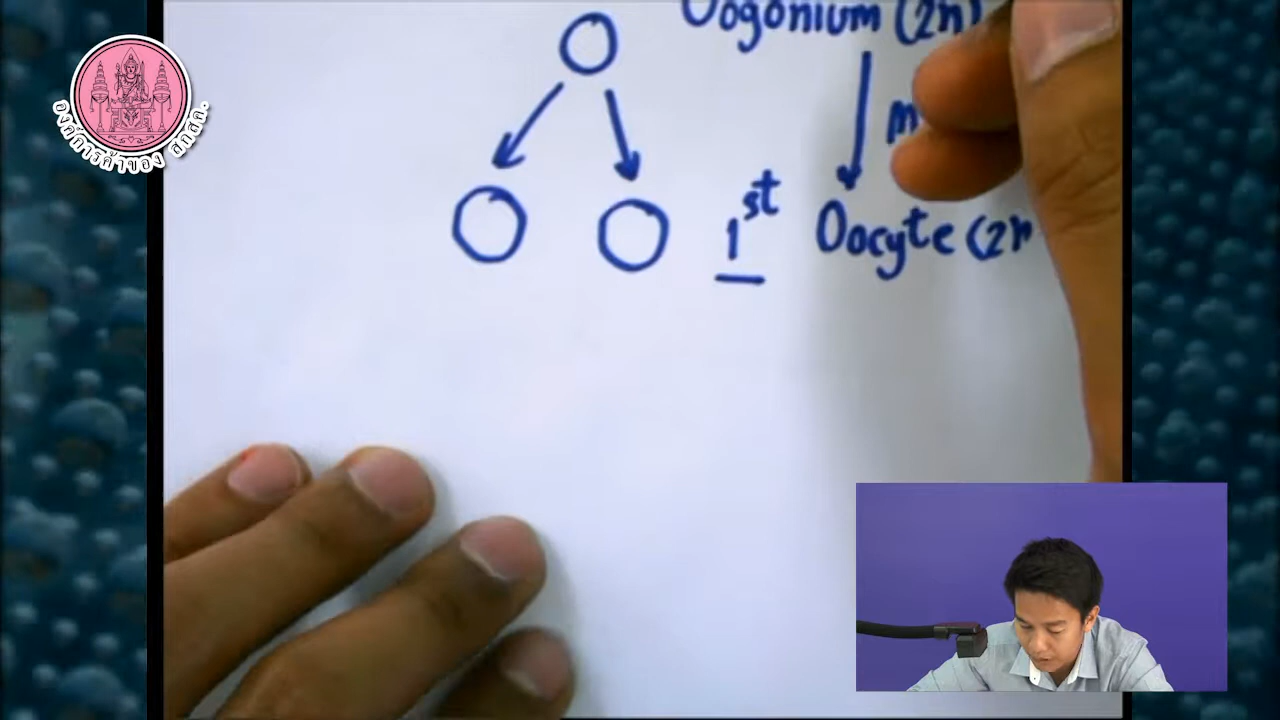 Oogonium (2n)
m
1st Oocyte (2n
องค์การค้าของ สกสค.